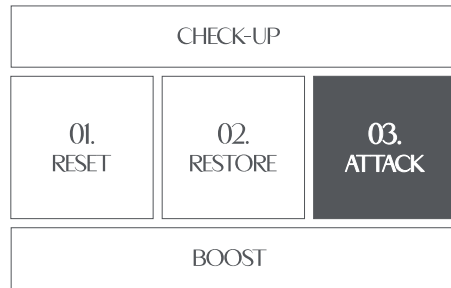 CHECK-UP
01.
RESET
02.
RESTORE
03.
ATTACK
BOOST